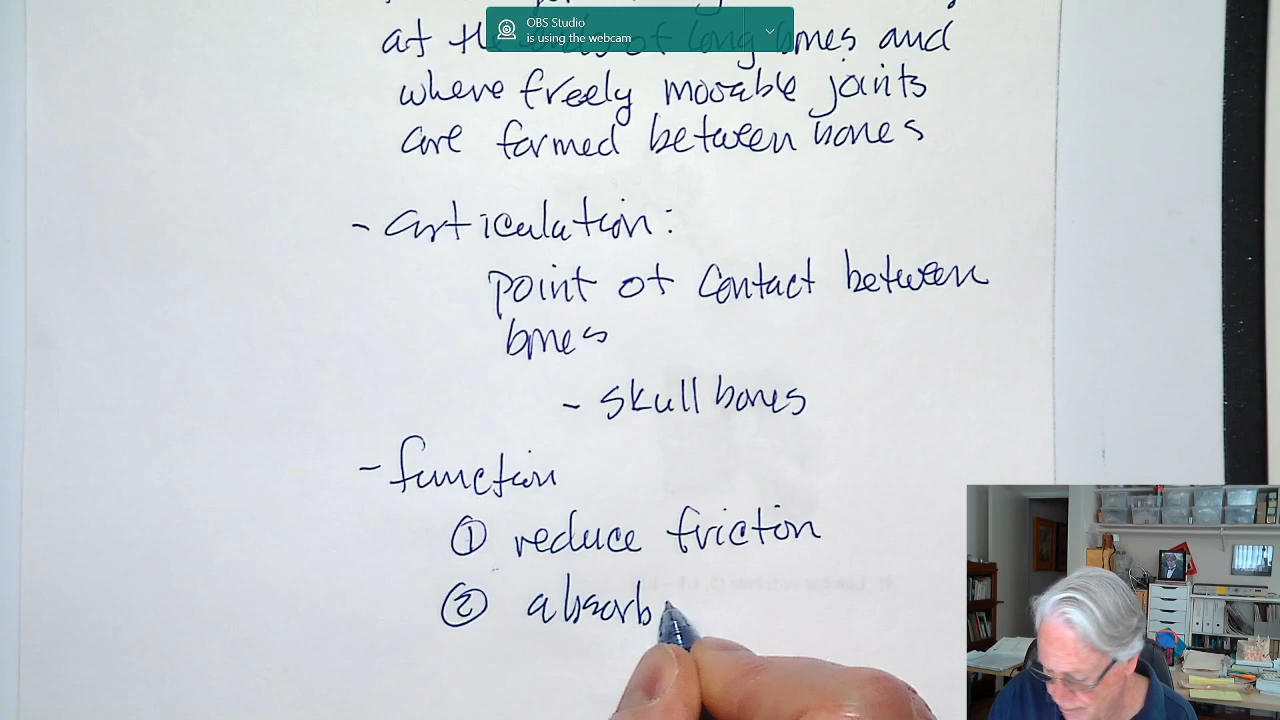 OBS Studio
is using the webcam
at the ends of long bones and
where freely movable joints
are formed between bones
- articulation:
point of contact between
bones
- skull bones
- function
① reduce friction
② absorb